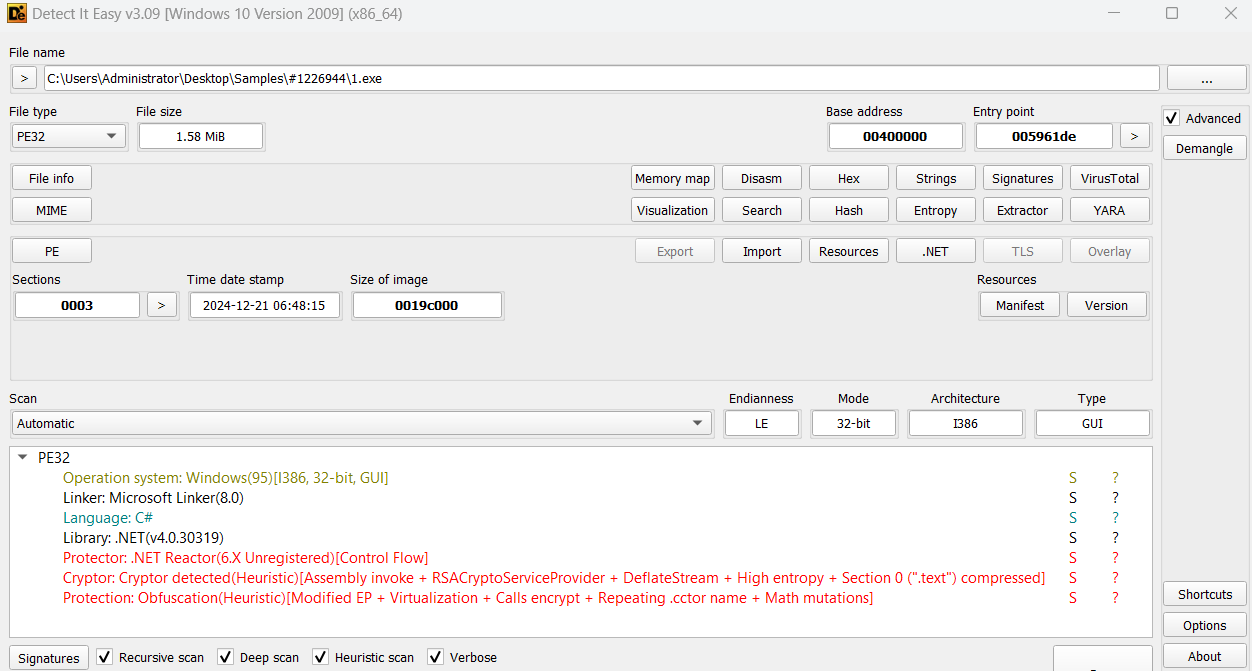 Detect It Easy v3.09 [Windows 10 Version 2009] (x86_64)
File name
> C:\Users\Administrator\Desktop\Samples\#1226944\1.exe ...
File type File size Base address Entry point
PE32 1.58 MiB 00400000 005961de > Advanced
Demangle
File info Memory map Disasm Hex Strings Signatures VirusTotal
MIME Visualization Search Hash Entropy Extractor YARA
PE Export Import Resources .NET TLS Overlay
Sections Time date stamp Size of image Resources
0003 > 2024-12-21 06:48:15 0019c000 Manifest Version
Scan Endianness Mode Architecture Type
Automatic LE 32-bit I386 GUI
PE32
Operation system: Windows(95)[I386, 32-bit, GUI] S ?
Linker: Microsoft Linker(8.0) S ?
Language: C# S ?
Library: .NET(v4.0.30319) S ?
Protector: .NET Reactor(6.X Unregistered)[Control Flow] S ?
Cryptor: Cryptor detected(Heuristic)[Assembly invoke + RSACryptoServiceProvider + DeflateStream + High entropy + Section 0 (".text") compressed] S ?
Protection: Obfuscation(Heuristic)[Modified EP + Virtualization + Calls encrypt + Repeating .cctor name + Math mutations] S ?
Shortcuts
Options
Signatures Recursive scan Deep scan Heuristic scan Verbose About